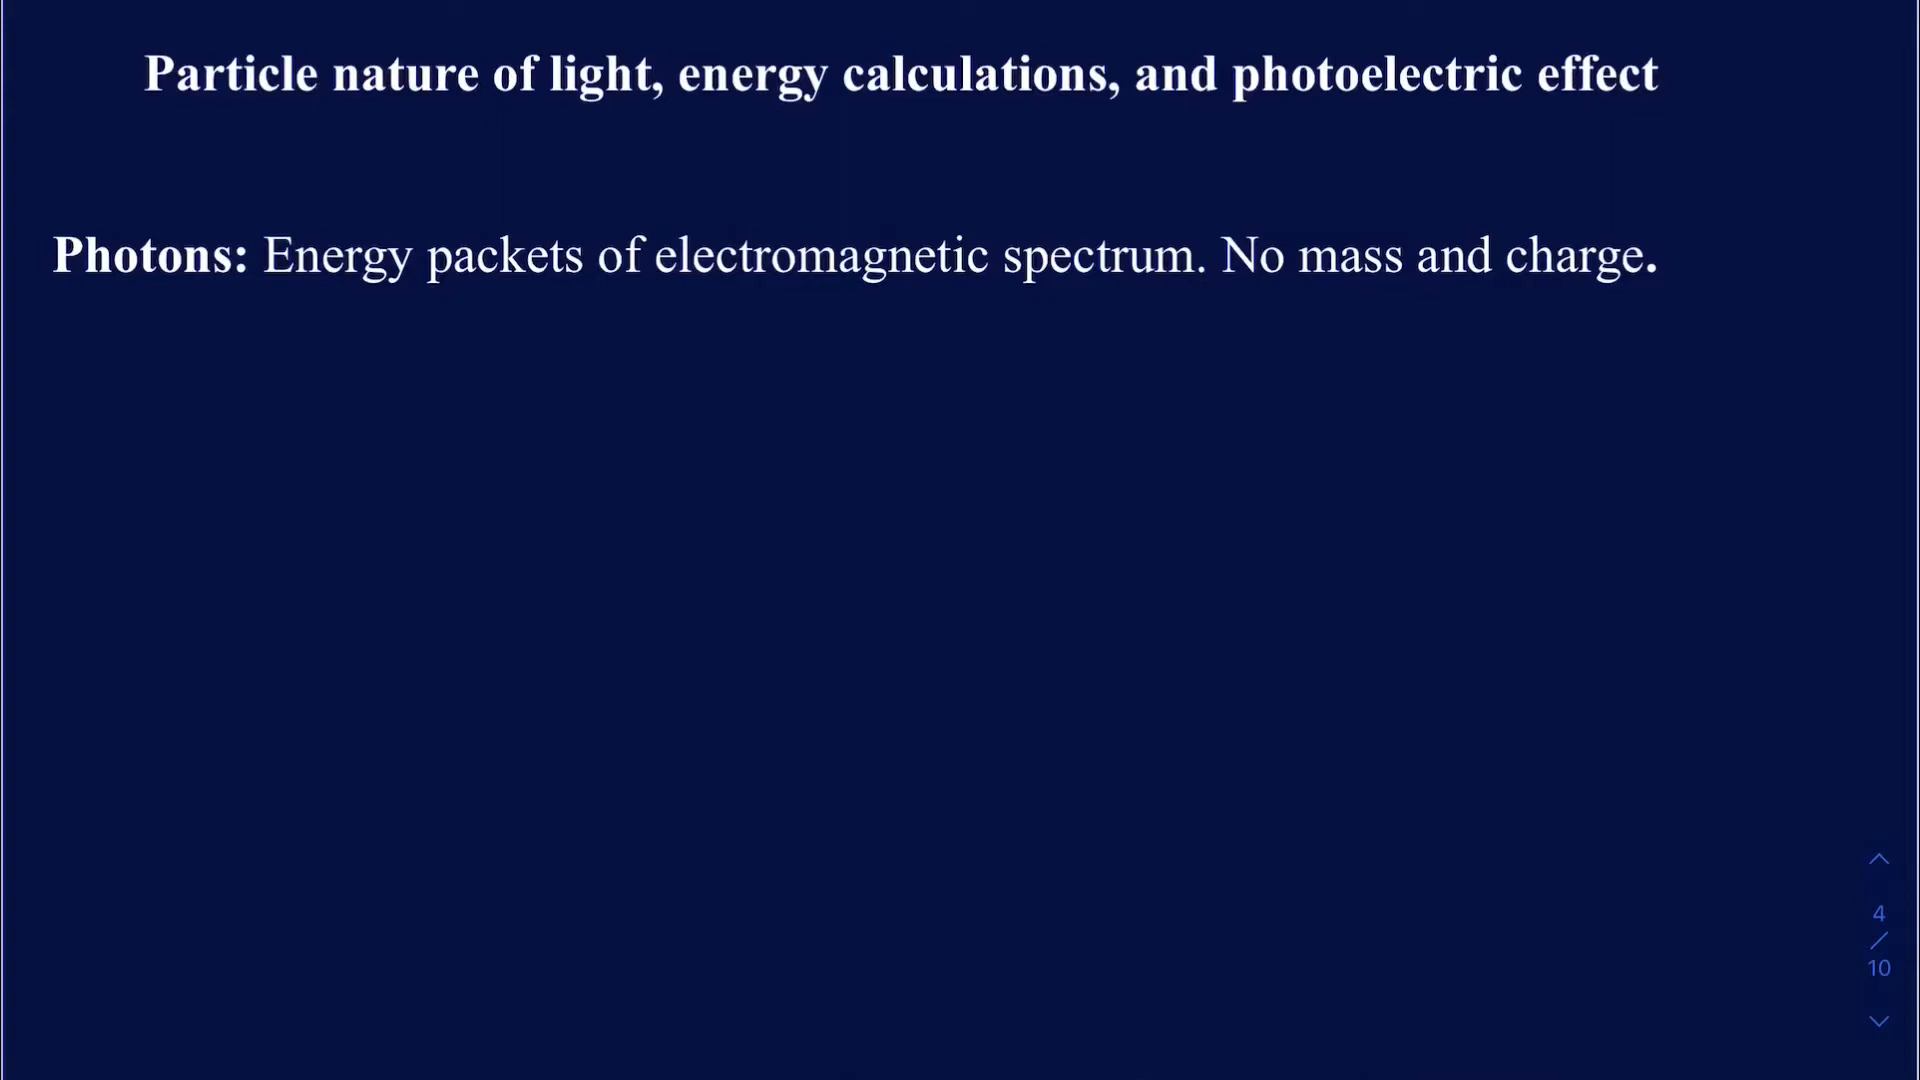 Particle nature of light, energy calculations, and photoelectric effect
Photons: Energy packets of electromagnetic spectrum. No mass and charge.
4
/
10